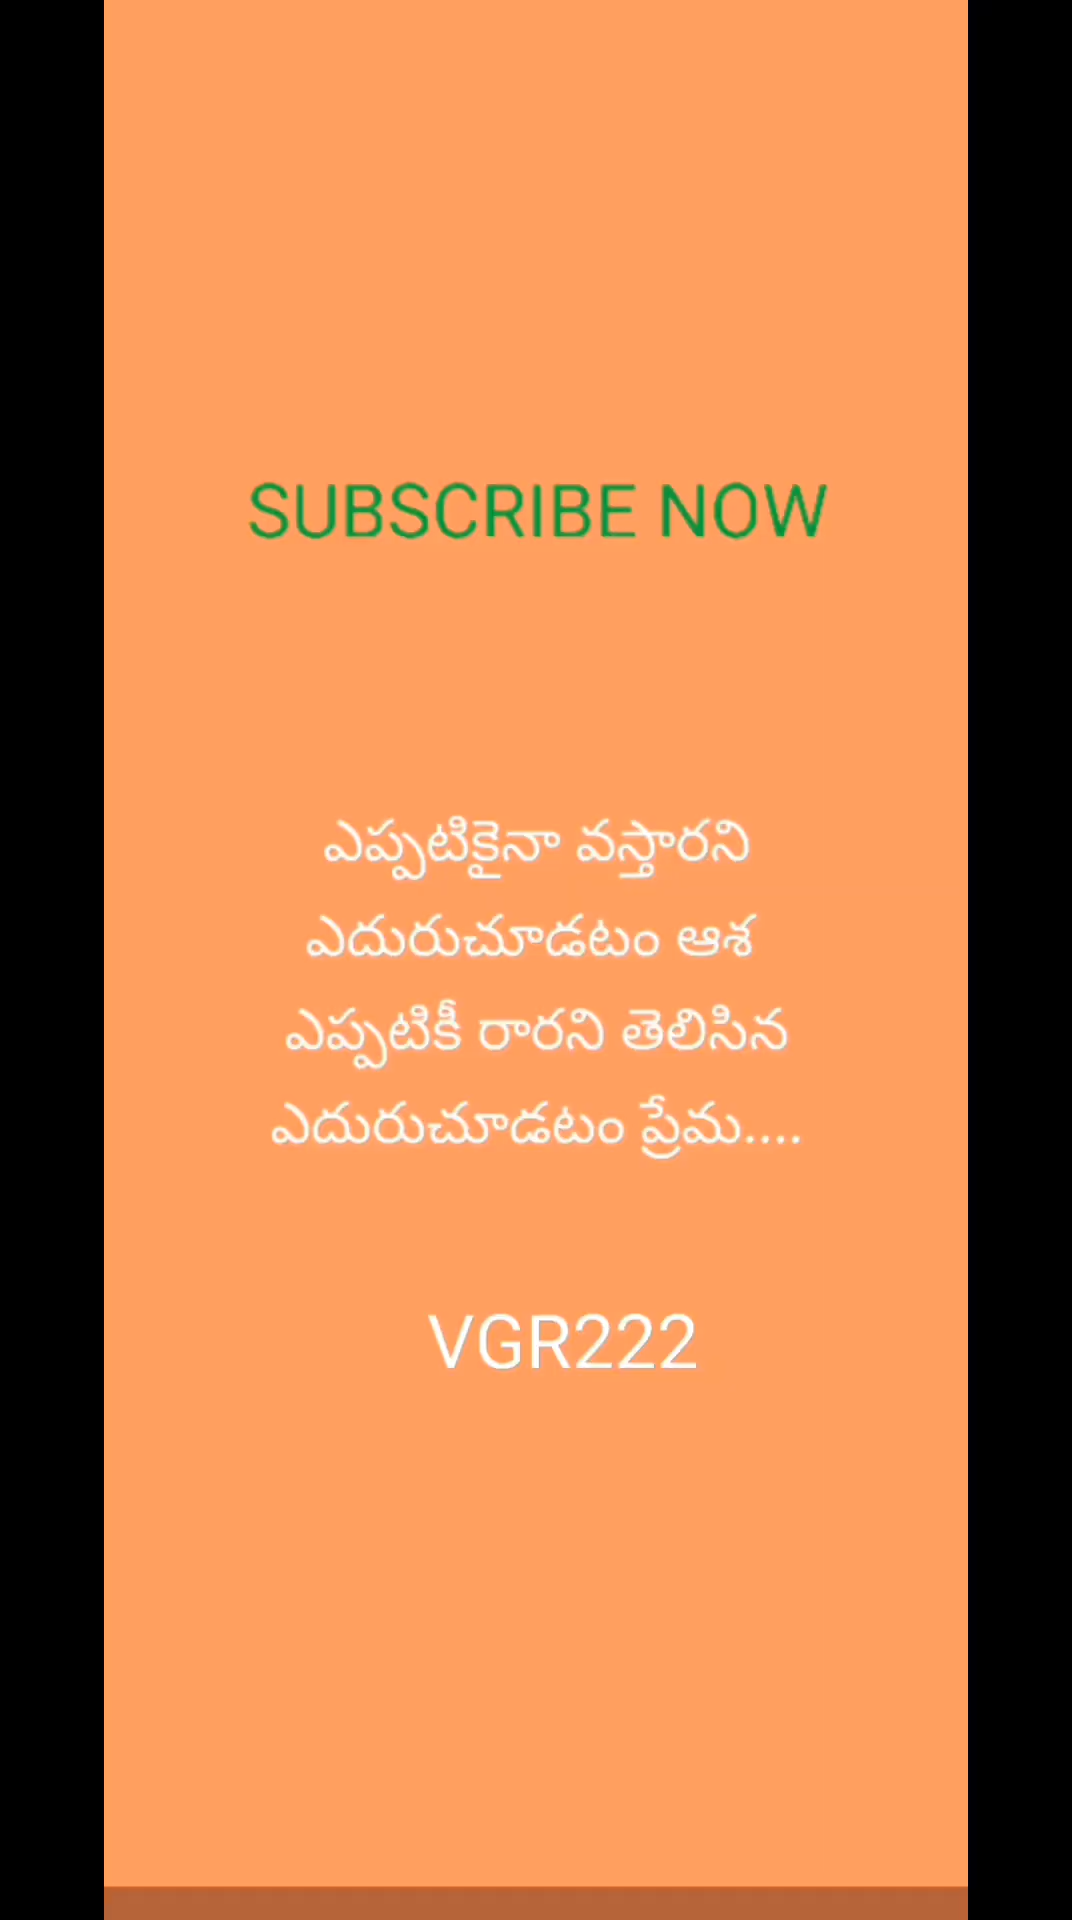 SUBSCRIBE NOW
ఎప్పటికైనా వస్తారని
ఎదురుచూడటం ఆశ
ఎప్పటికీ రారని తెలిసిన
ఎదురుచూడటం ప్రేమ....
VGR222